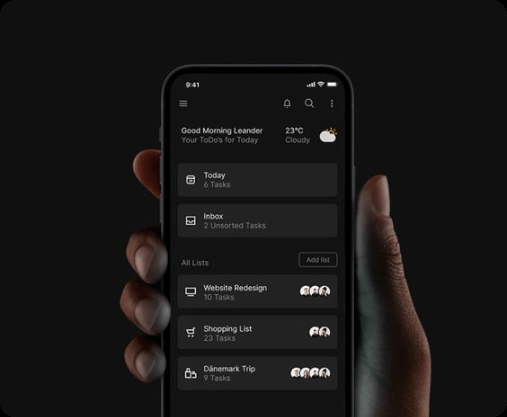 9:41
Good Morning Leander
Your ToDo's for Today
23°C
Cloudy
Today
6 Tasks
Inbox
2 Unsorted Tasks
All Lists
Add list
Website Redesign
10 Tasks
Shopping List
23 Tasks
Dänemark Trip
9 Tasks